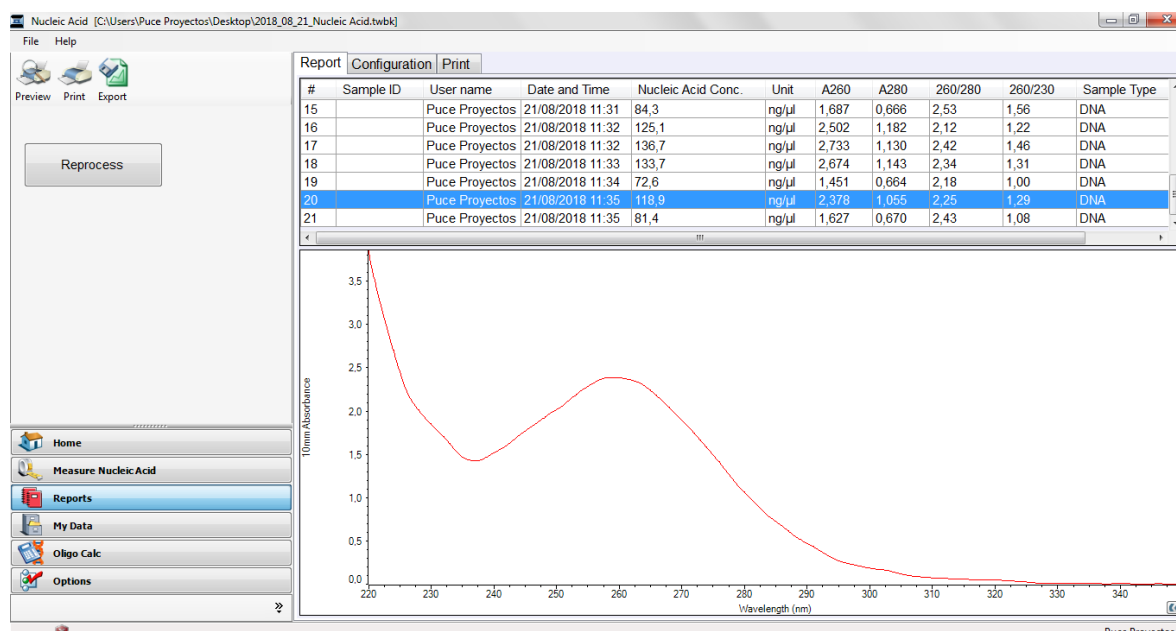 Nucleic Acid [C:\Users\Puce Proyectos\Desktop\2018_08_21_Nucleic Acid.twbk]
File Help
Preview Print Export
Reprocess
Home
Measure Nucleic Acid
Reports
My Data
Oligo Calc
Options
Report Configuration Print
# Sample ID User name Date and Time Nucleic Acid Conc. Unit A260 A280 260/280 260/230 Sample Type
15 Puce Proyectos 21/08/2018 11:31 84,3 ng/µl 1,687 0,666 2,53 1,56 DNA
16 Puce Proyectos 21/08/2018 11:32 125,1 ng/µl 2,502 1,182 2,12 1,22 DNA
17 Puce Proyectos 21/08/2018 11:32 136,7 ng/µl 2,733 1,130 2,42 1,46 DNA
18 Puce Proyectos 21/08/2018 11:33 133,7 ng/µl 2,674 1,143 2,34 1,31 DNA
19 Puce Proyectos 21/08/2018 11:34 72,6 ng/µl 1,451 0,664 2,18 1,00 DNA
20 Puce Proyectos 21/08/2018 11:35 118,9 ng/µl 2,378 1,055 2,25 1,29 DNA
21 Puce Proyectos 21/08/2018 11:35 81,4 ng/µl 1,627 0,670 2,43 1,08 DNA
10mm Absorbance
3,5
3,0
2,5
2,0
1,5
1,0
0,5
0,0
220 230 240 250 260 270 280 290 300 310 320 330 340
Wavelength (nm)
Puce Proyectos